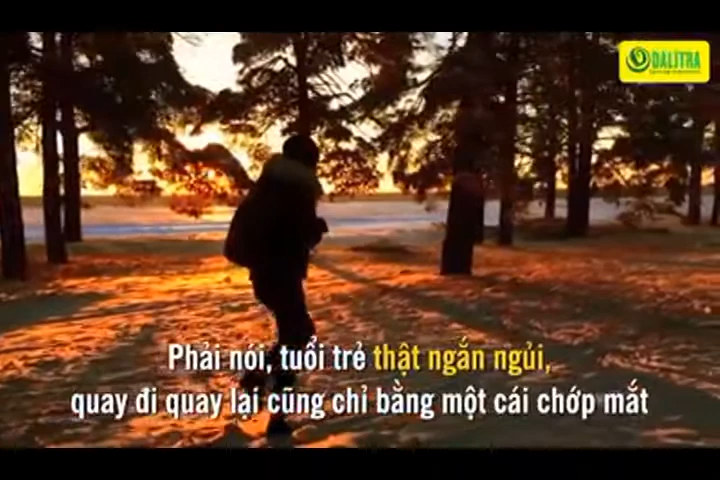 DALITRA
Phải nói, tuổi trẻ thật ngắn ngủi,
quay đi quay lại cũng chỉ bằng một cái chớp mắt